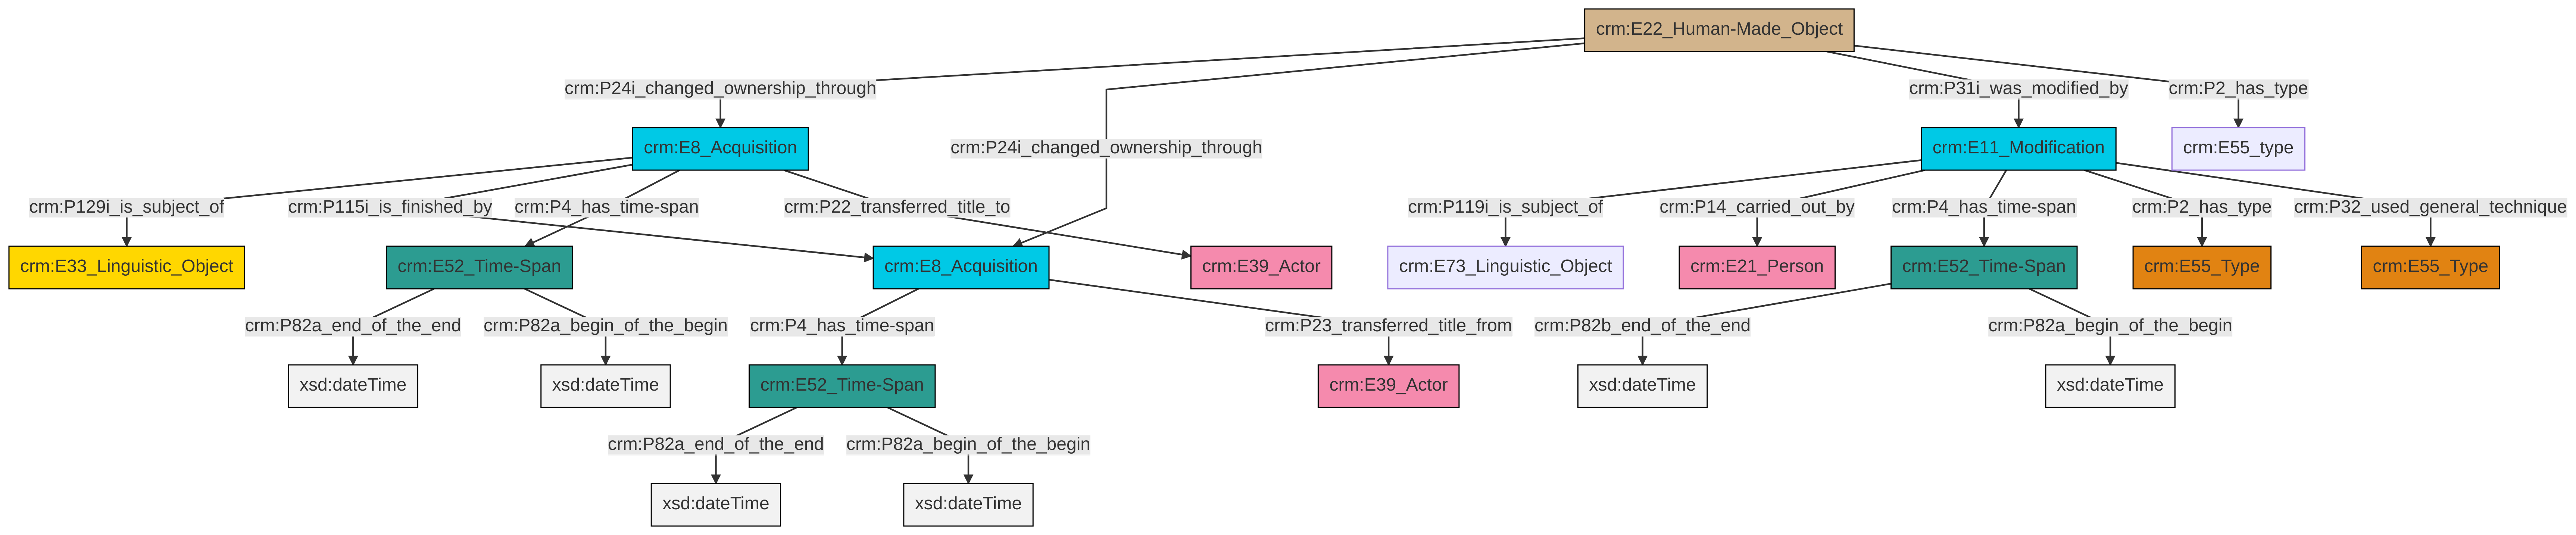 crm:E22_Human-Made_Object
crm:P24i_changed_ownership_through
crm:P31i_was_modified_by
crm:P2_has_type
crm:E8_Acquisition
crm:P24i_changed_ownership_through
crm:E11_Modification
crm:E55_type
crm:P129i_is_subject_of
crm:P115i_is_finished_by
crm:P4_has_time-span
crm:P22_transferred_title_to
crm:P119i_is_subject_of
crm:P14_carried_out_by
crm:P4_has_time-span
crm:P2_has_type
crm:P32_used_general_technique
crm:E33_Linguistic_Object
crm:E52_Time-Span
crm:E8_Acquisition
crm:E39_Actor
crm:E73_Linguistic_Object
crm:E21_Person
crm:E52_Time-Span
crm:E55_Type
crm:E55_Type
crm:P82a_end_of_the_end
crm:P82a_begin_of_the_begin
crm:P4_has_time-span
crm:P23_transferred_title_from
crm:P82b_end_of_the_end
crm:P82a_begin_of_the_begin
xsd:dateTime
xsd:dateTime
crm:E52_Time-Span
crm:E39_Actor
xsd:dateTime
xsd:dateTime
crm:P82a_end_of_the_end
crm:P82a_begin_of_the_begin
xsd:dateTime
xsd:dateTime